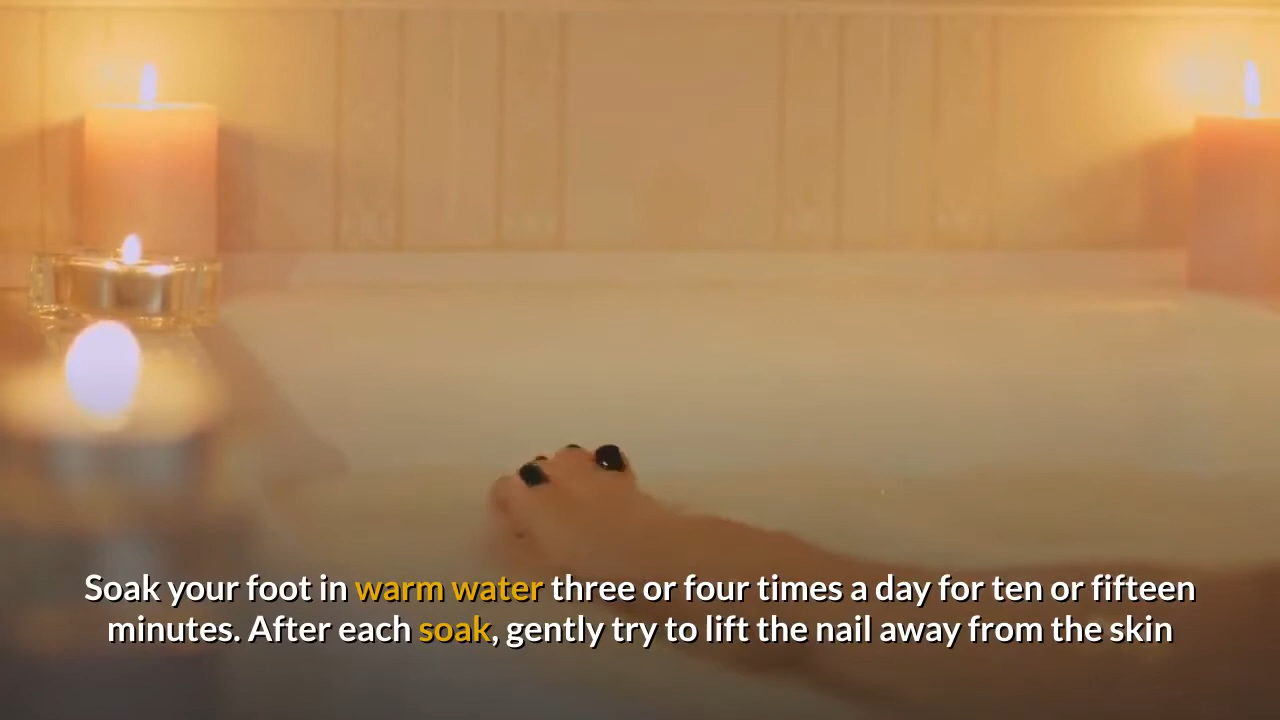 Soak your foot in warm water three or four times a day for ten or fifteen
minutes. After each soak, gently try to lift the nail away from the skin